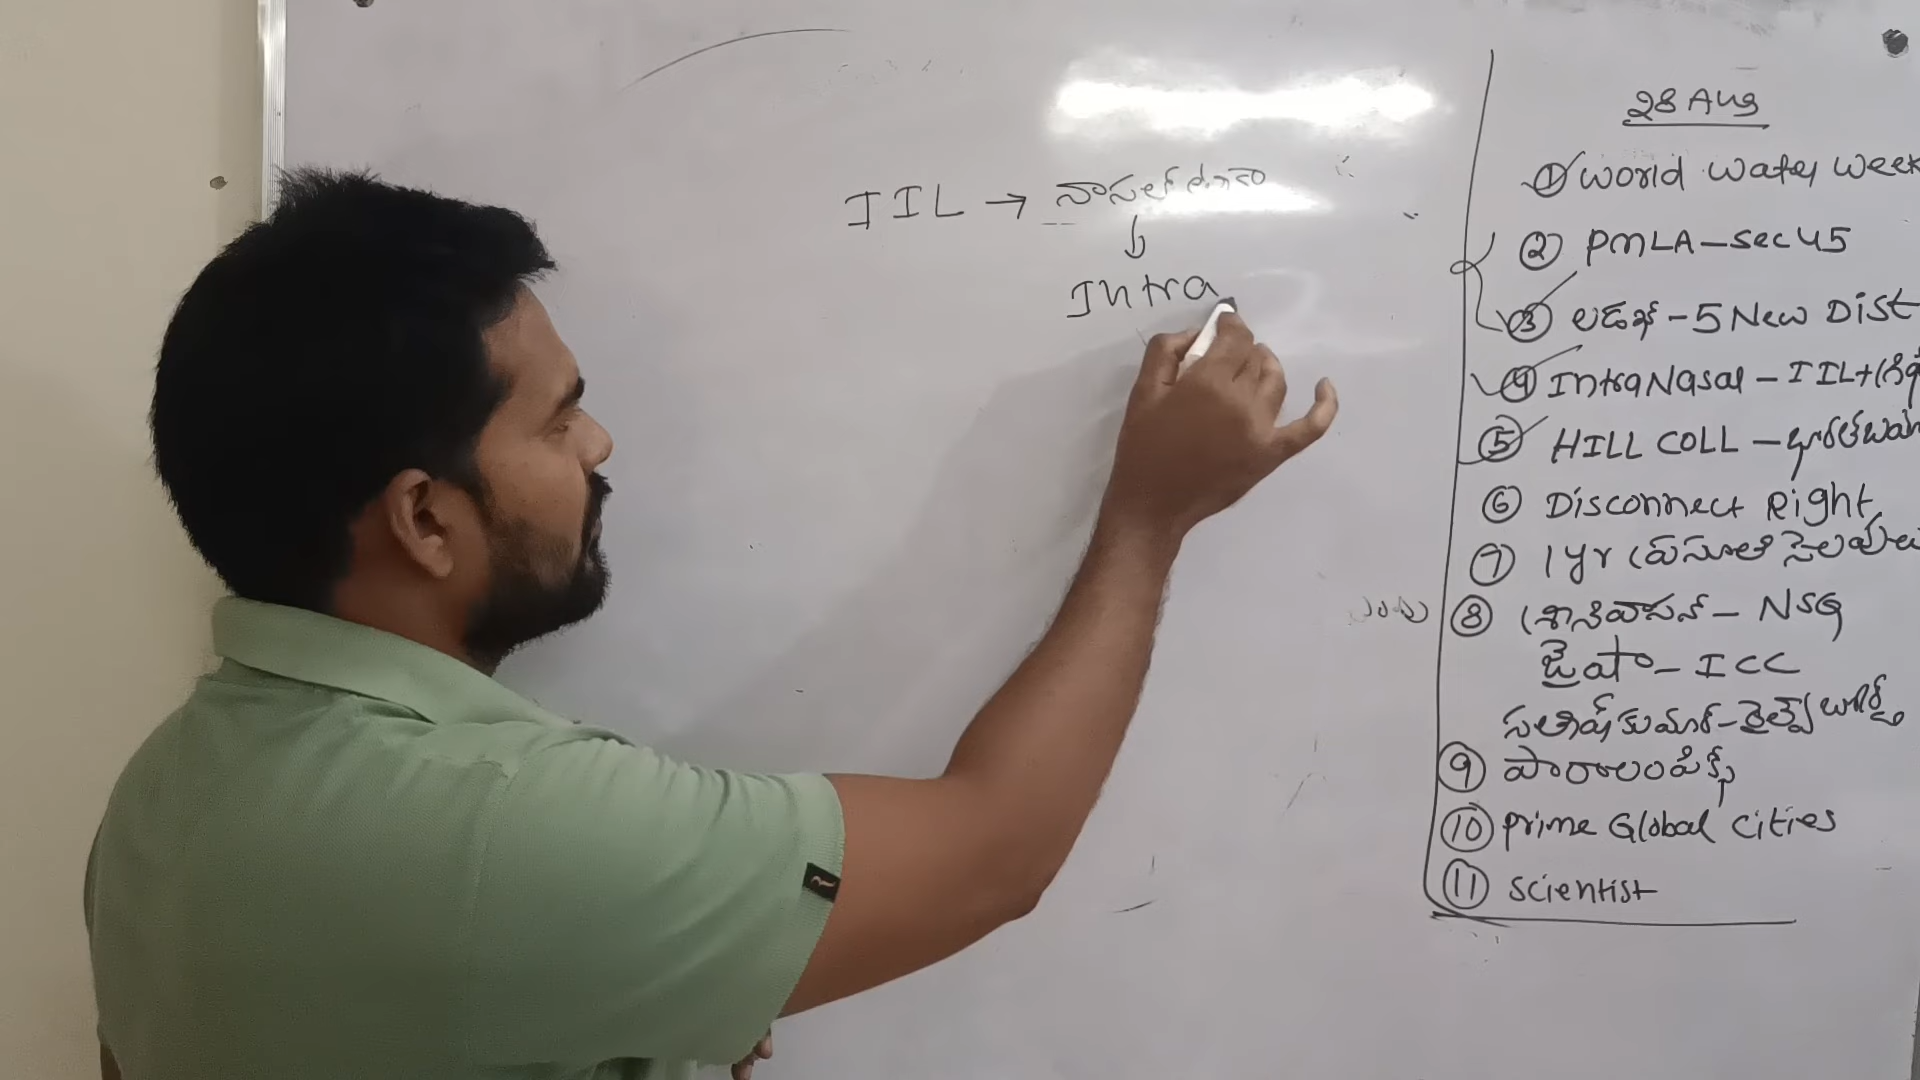 IIL →
Intra
28 Aug
① World Water Week
② PMLA – Sec 45
③ లడఖ్ – 5 New Dist
④ IntraNasal – IIL +
⑤ HILL COLL –
⑥ Disconnect Right
⑦ 1 yr ప్రసూతి
⑧ శ్రీనివాసన్ – NSG
జైషా – ICC
సతీష్ కుమార్ – రైల్వే బోర్డు
⑨ పారాలంపిక్స్
⑩ Prime Global Cities
⑪ Scientist